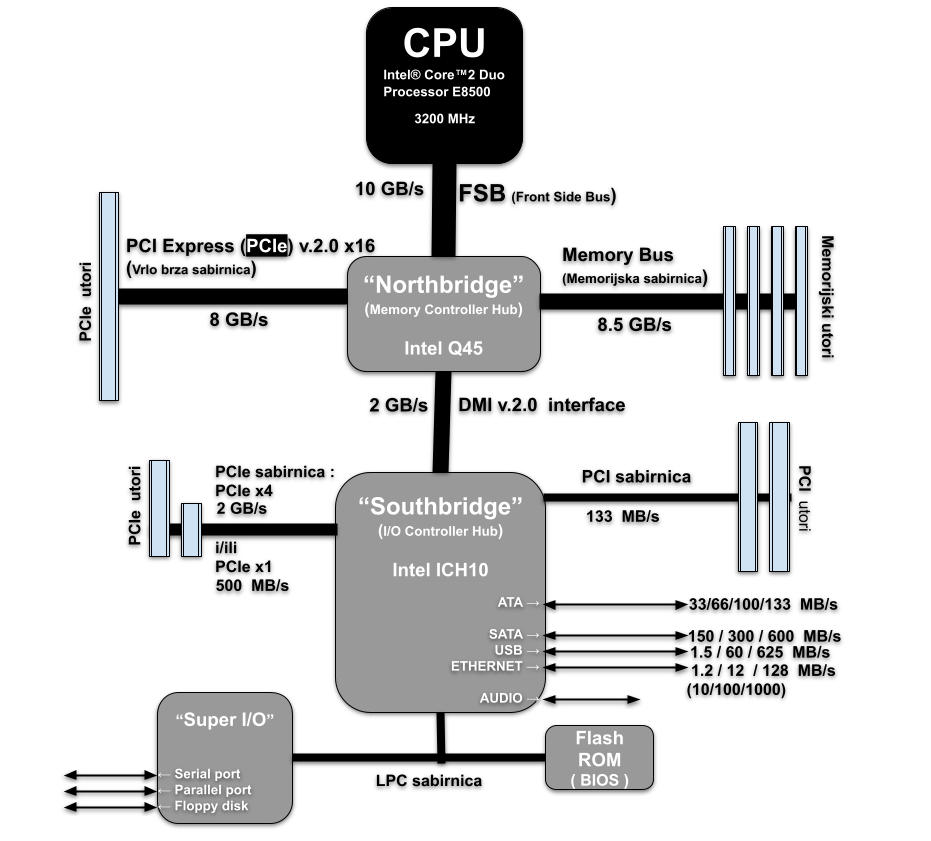 CPU
Intel® Core™2 Duo
Processor E8500
3200 MHz
10 GB/s
FSB (Front Side Bus)
PCI Express (PCIe) v.2.0 x16
(Vrlo brza sabirnica)
8 GB/s
PCIe utori
“Northbridge”
(Memory Controller Hub)
Intel Q45
Memory Bus
(Memorijska sabirnica)
8.5 GB/s
Memorijski utori
2 GB/s
DMI v.2.0 interface
PCIe utori
PCIe sabirnica :
PCIe x4
2 GB/s
i/ili
PCIe x1
500 MB/s
“Southbridge”
(I/O Controller Hub)
Intel ICH10
PCI sabirnica
133 MB/s
PCI utori
ATA → 33/66/100/133 MB/s
SATA → 150 / 300 / 600 MB/s
USB → 1.5 / 60 / 625 MB/s
ETHERNET → 1.2 / 12 / 128 MB/s
(10/100/1000)
AUDIO →
“Super I/O”
← Serial port
← Parallel port
← Floppy disk
LPC sabirnica
Flash
ROM
( BIOS )